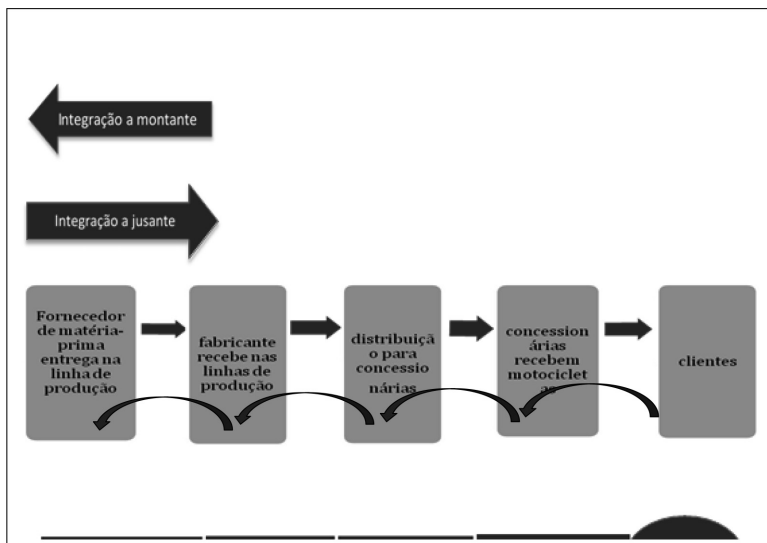 Integração a montante
Integração a jusante
Fornecedor
de matéria-
prima
entrega na
linha de
produção
fabricante
recebe nas
linhas de
produção
distribuiçã
o para
concessio
nárias
concession
árias
recebem
motociclet
as
clientes